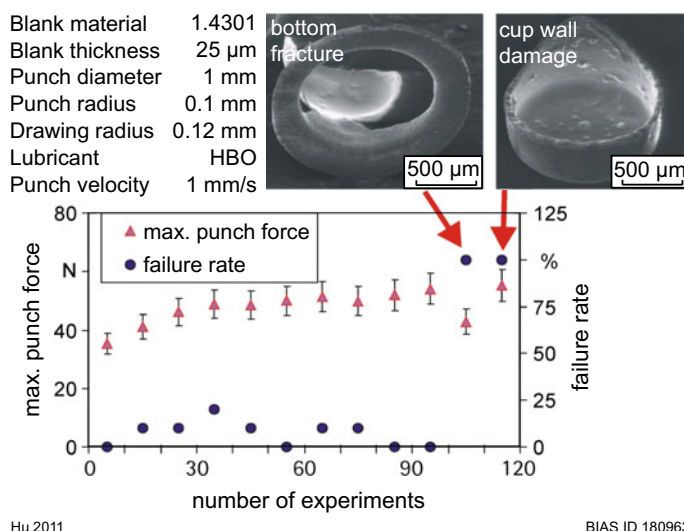 Blank material 1.4301
Blank thickness 25 µm
Punch diameter 1 mm
Punch radius 0.1 mm
Drawing radius 0.12 mm
Lubricant HBO
Punch velocity 1 mm/s
bottom
fracture
500 µm
cup wall
damage
500 µm
max. punch force
80
N
40
20
0
max. punch force
failure rate
125
%
75
50
25
0
failure rate
0 30 60 90 120
number of experiments
Hu 2011
BIAS ID 180963